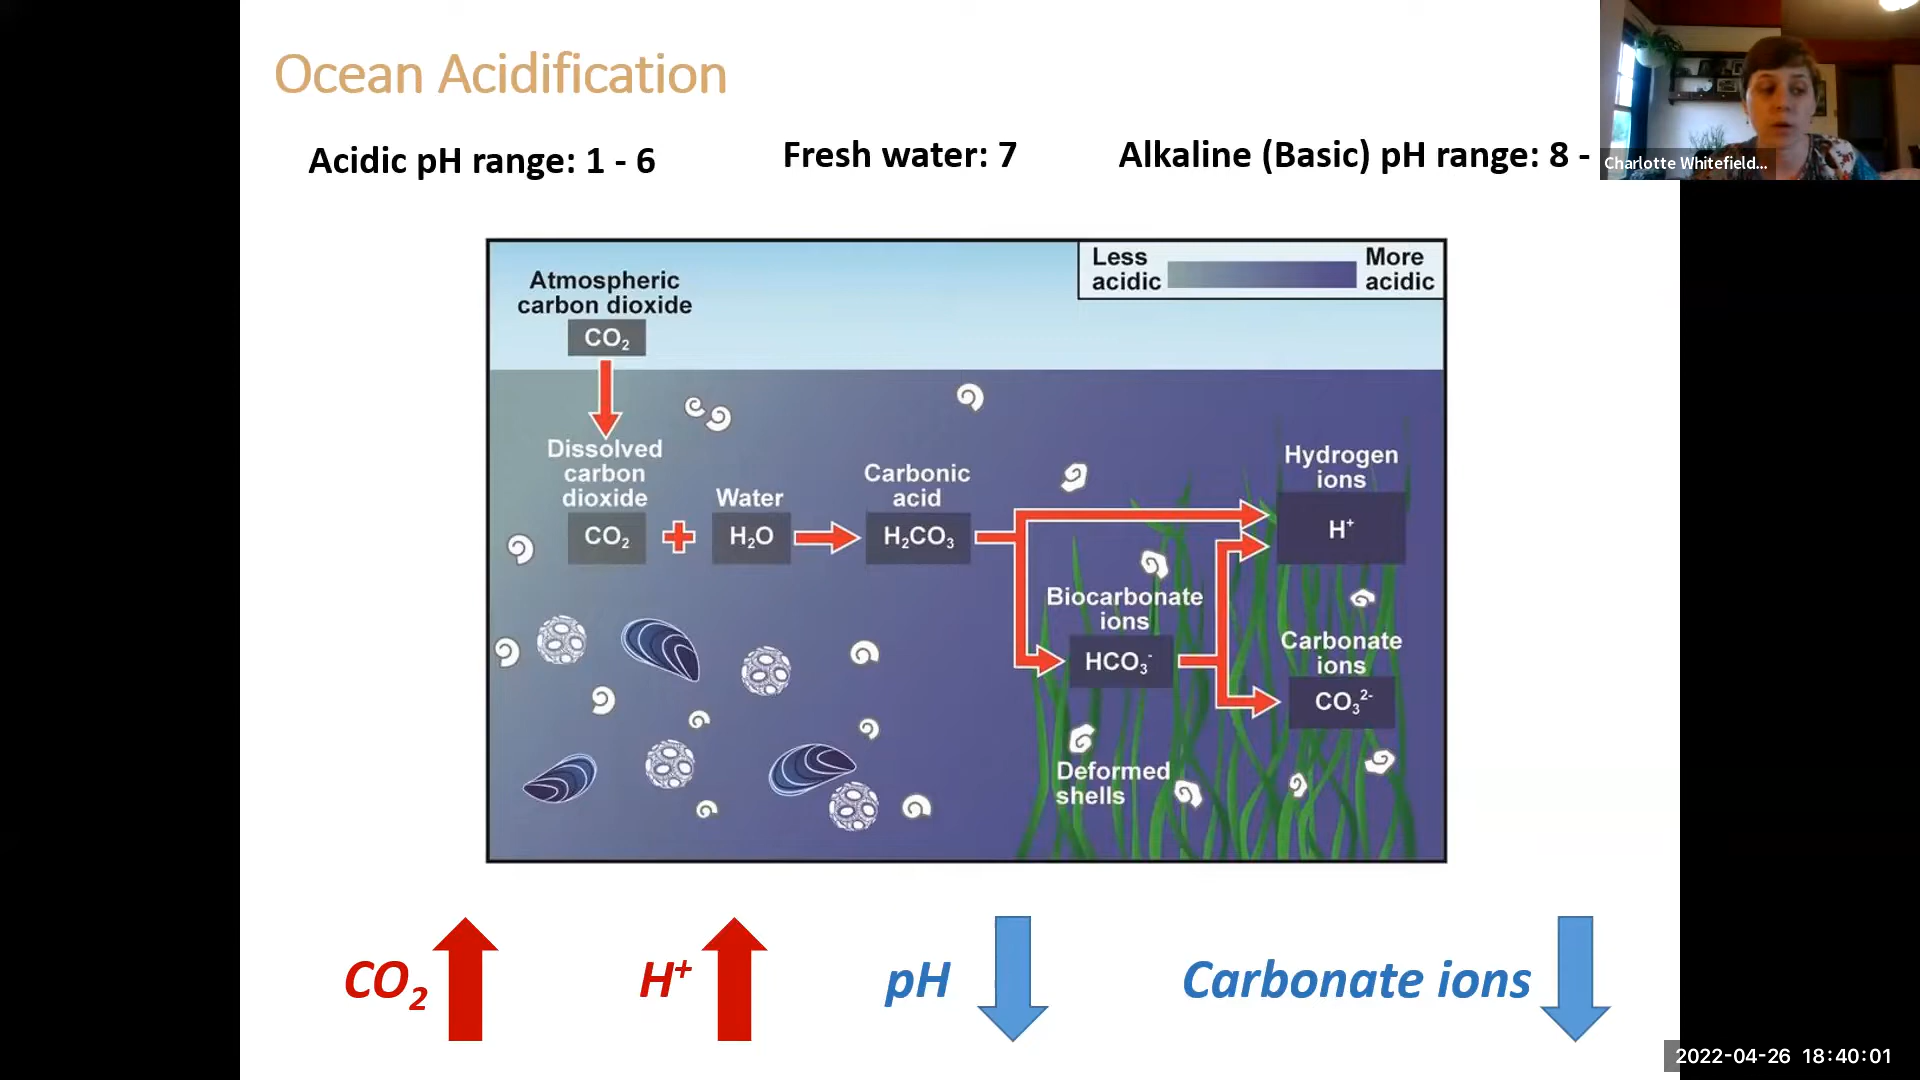 Ocean Acidification
Acidic pH range: 1 - 6
Fresh water: 7
Alkaline (Basic) pH range: 8 -
Charlotte Whitefield...
Less
acidic
More
acidic
Atmospheric
carbon dioxide
CO₂
Dissolved
carbon
dioxide
CO₂
Water
H₂O
Carbonic
acid
H₂CO₃
Hydrogen
ions
H⁺
Biocarbonate
ions
HCO₃⁻
Carbonate
ions
CO₃²⁻
Deformed
shells
CO₂
H⁺
pH
Carbonate ions
2022-04-26 18:40:01